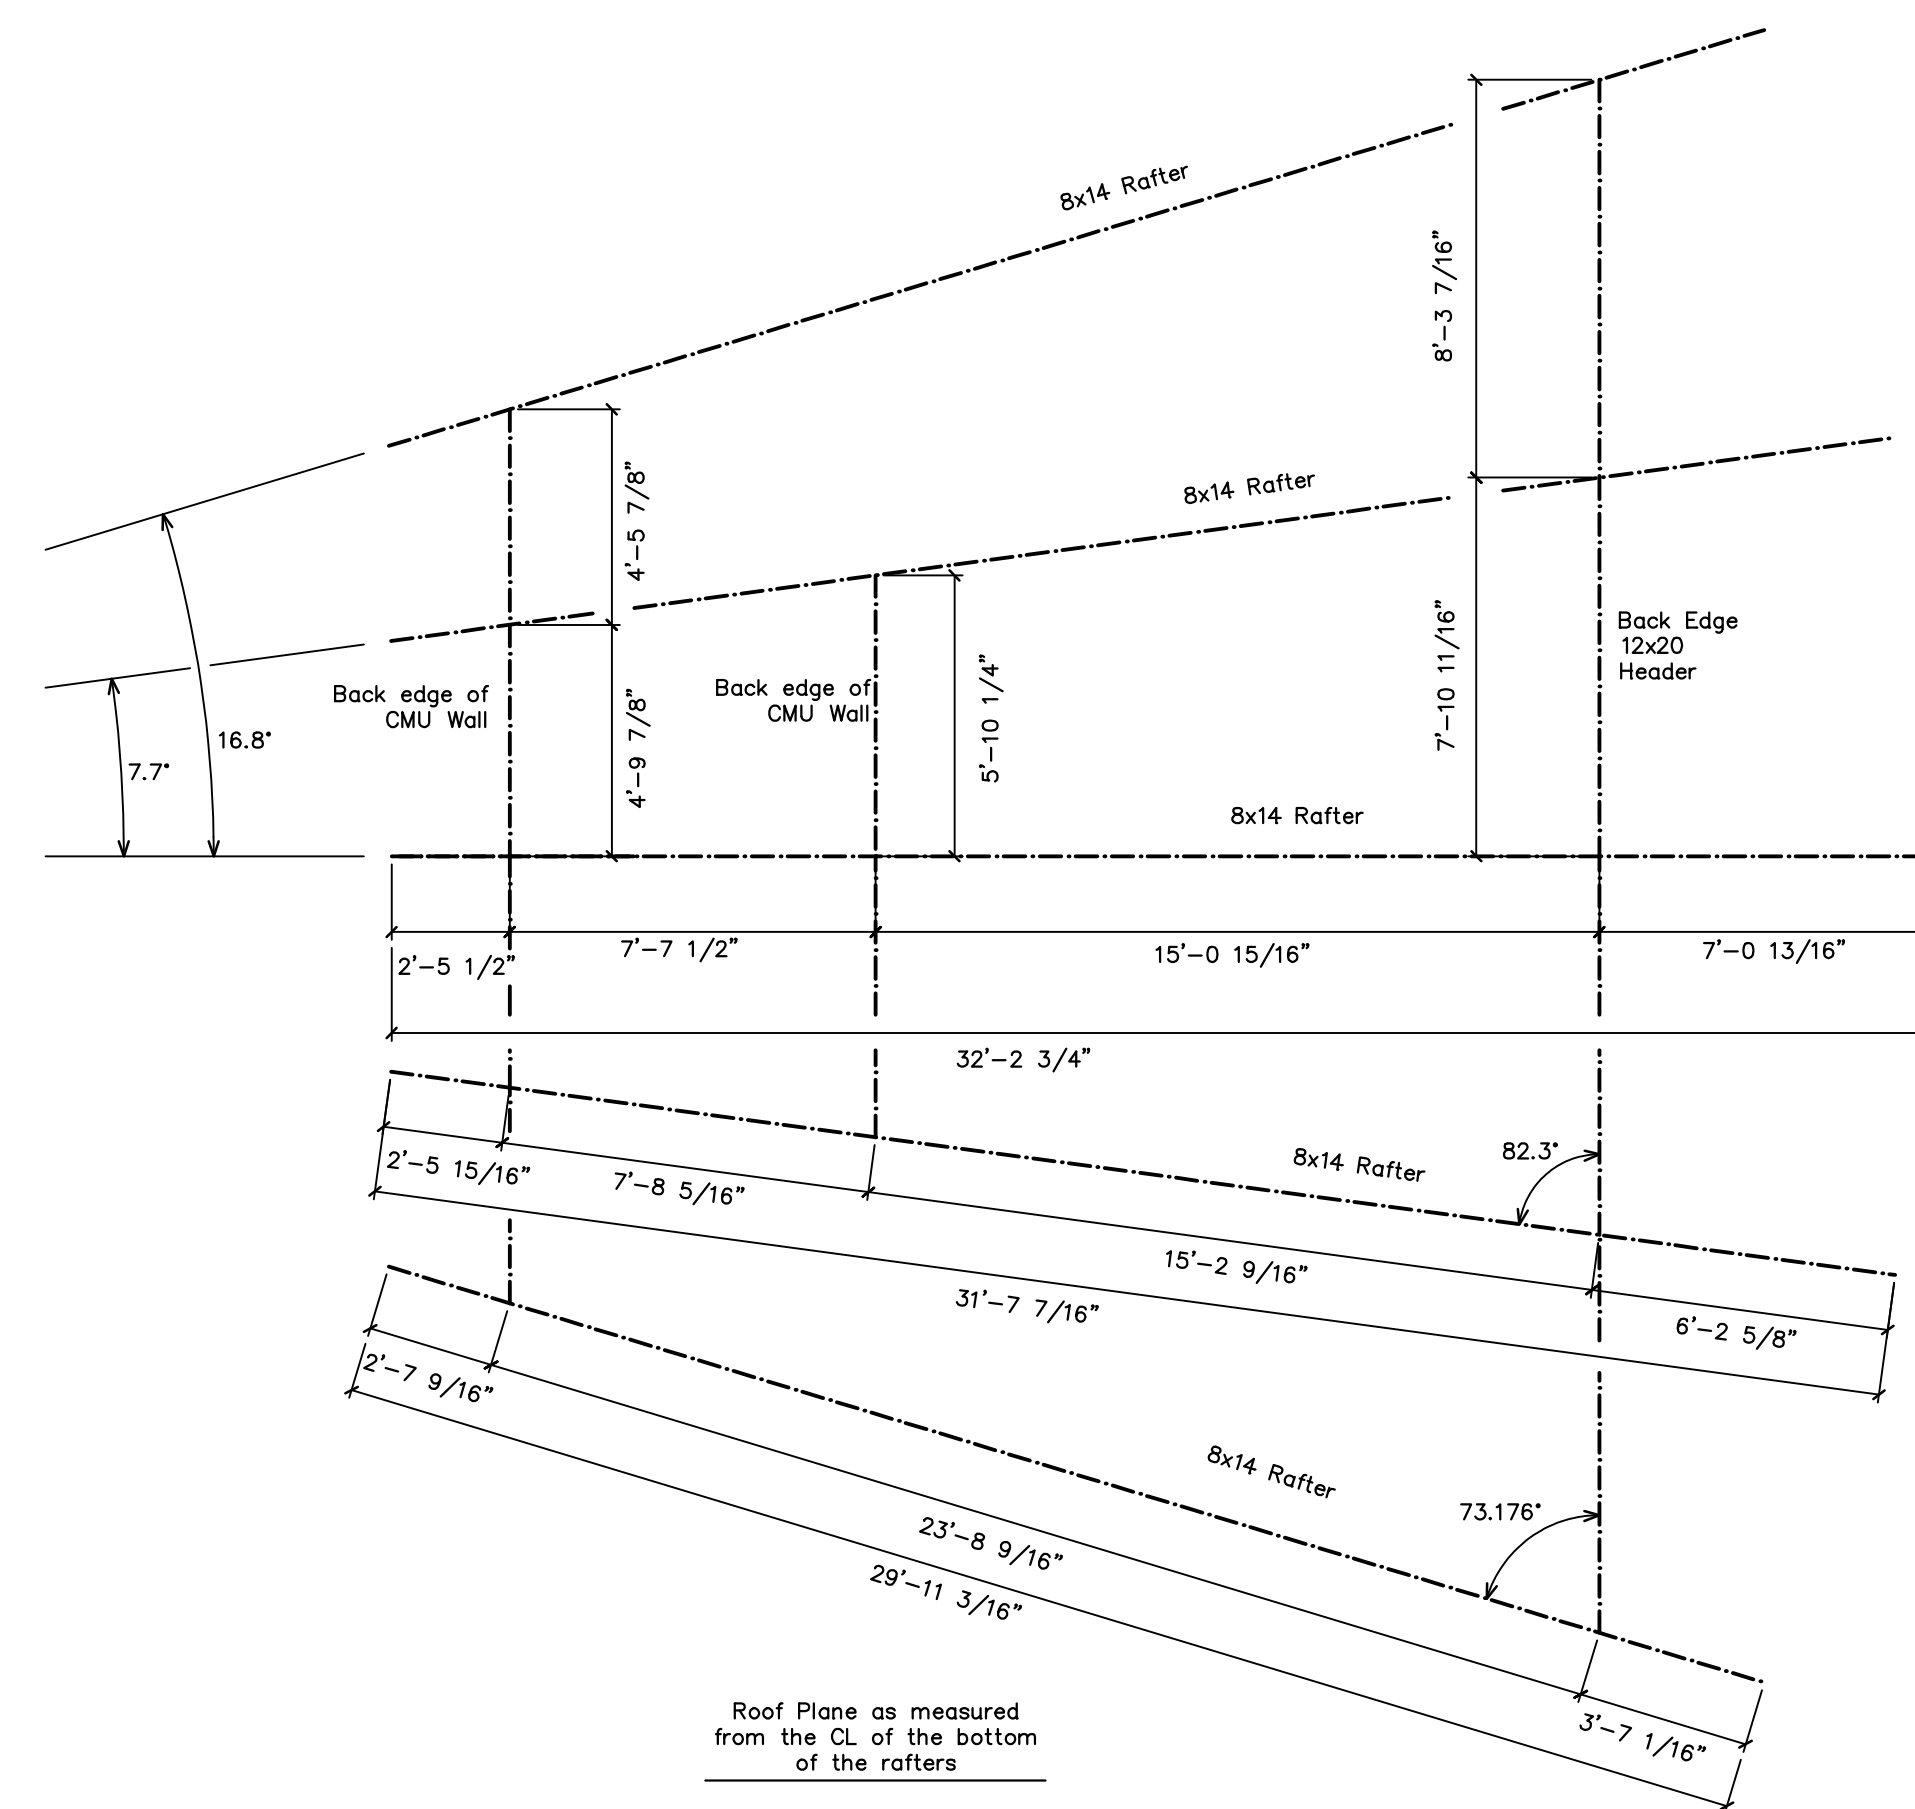 8x14 Rafter
8'-3 7/16"
4'-5 7/8"
8x14 Rafter
Back edge of
CMU Wall
Back edge of
CMU Wall
Back Edge
12x20
Header
16.8°
7.7°
4'-9 7/8"
5'-10 1/4"
7'-10 11/16"
8x14 Rafter
2'-5 1/2"
7'-7 1/2"
15'-0 15/16"
7'-0 13/16"
32'-2 3/4"
82.3°
8x14 Rafter
2'-5 15/16"
7'-8 5/16"
15'-2 9/16"
31'-7 7/16"
6'-2 5/8"
2'-7 9/16"
8x14 Rafter
73.176°
23'-8 9/16"
29'-11 3/16"
3'-7 1/16"
Roof Plane as measured
from the CL of the bottom
of the rafters